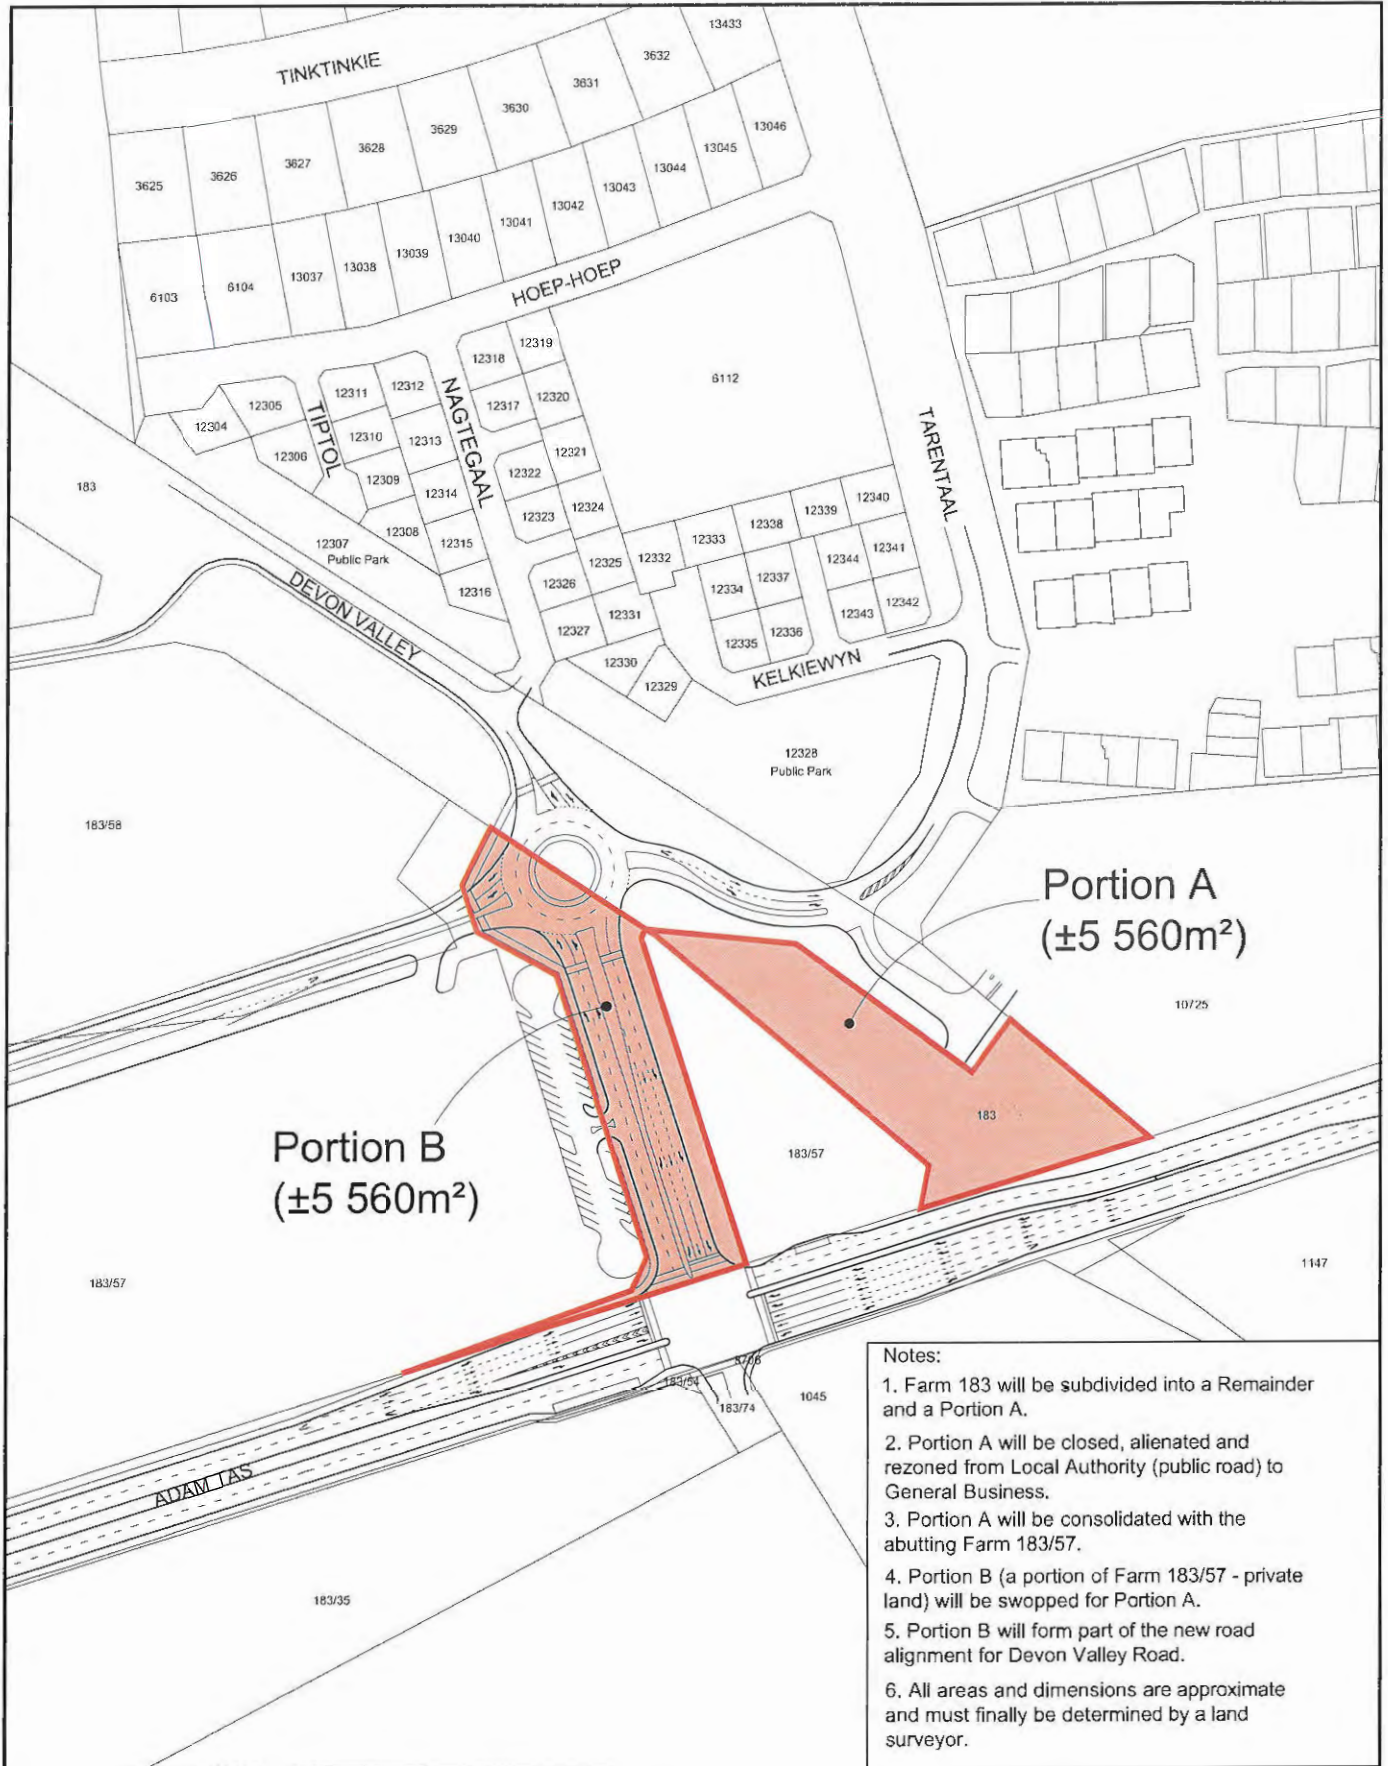 TINKTINKIE
13433
3632
3631
3630
3629
3628
3627
3626
3625
13046
13045
13044
13043
13042
13041
13040
13039
13038
13037
6104
6103
HOEP-HOEP
12319
12318
12320
12317
12312
12311
12305
12304
TIPTOL
12310
12306
12309
12313
NAGTEGAAL
6112
TARENTAAL
12321
12322
12314
12324
12323
12308
12315
12307
Public Park
183
DEVON VALLEY
12316
12325
12326
12327
12331
12332
12333
12338
12339
12340
12334
12337
12344
12341
12335
12336
12343
12342
12330
12329
KELKIEWYN
12328
Public Park
183/58
Portion A
(±5 560m²)
10725
183
183/57
Portion B
(±5 560m²)
183/57
1147
183/54
183/74
1045
ADAM TAS
183/35
Notes:
1. Farm 183 will be subdivided into a Remainder
and a Portion A.
2. Portion A will be closed, alienated and
rezoned from Local Authority (public road) to
General Business.
3. Portion A will be consolidated with the
abutting Farm 183/57.
4. Portion B (a portion of Farm 183/57 - private
land) will be swopped for Portion A.
5. Portion B will form part of the new road
alignment for Devon Valley Road.
6. All areas and dimensions are approximate
and must finally be determined by a land
surveyor.